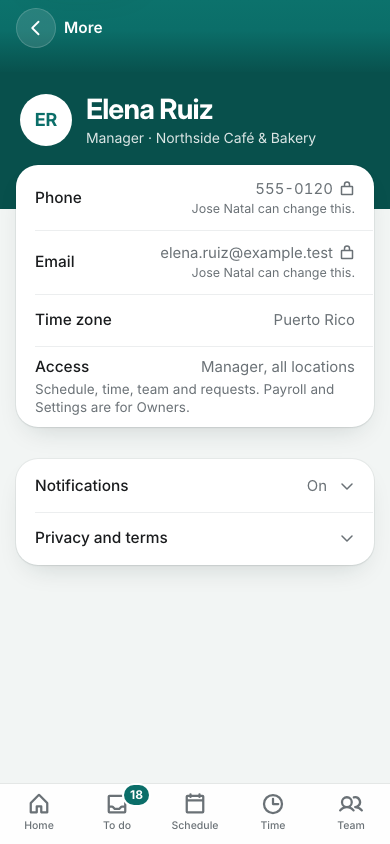 More
ER
Elena Ruiz
Manager · Northside Café & Bakery
Phone
555-0120
Jose Natal can change this.
Email
elena.ruiz@example.test
Jose Natal can change this.
Time zone
Puerto Rico
Access
Manager, all locations
Schedule, time, team and requests. Payroll and
Settings are for Owners.
Notifications
On
Privacy and terms
18
Home
To do
Schedule
Time
Team